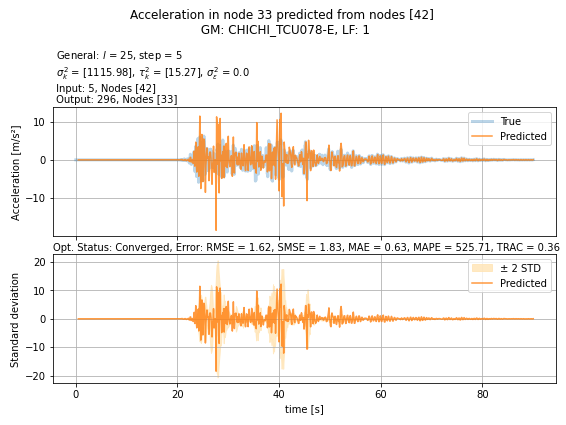 Acceleration in node 33 predicted from nodes [42]
GM: CHICHI_TCU078-E, LF: 1
General: l = 25, step = 5
σ²_k = [1115.98], τ²_k = [15.27], σ²_ε = 0.0
Input: 5, Nodes [42]
Output: 296, Nodes [33]
10
0
−10
Acceleration [m/s²]
True
Predicted
Opt. Status: Converged, Error: RMSE = 1.62, SMSE = 1.83, MAE = 0.63, MAPE = 525.71, TRAC = 0.36
20
10
0
−10
−20
Standard deviation
± 2 STD
Predicted
0 20 40 60 80
time [s]